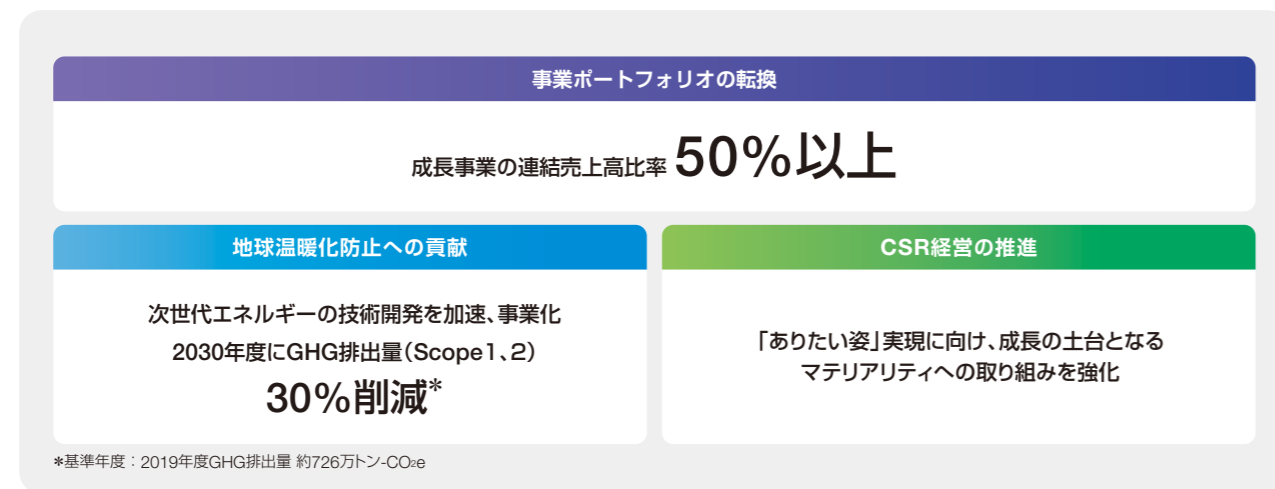 事業ポートフォリオの転換
成長事業の連結売上高比率 50%以上
地球温暖化防止への貢献
次世代エネルギーの技術開発を加速、事業化
2030年度にGHG排出量(Scope1、2)
30%削減*
CSR経営の推進
「ありたい姿」実現に向け、成長の土台となる
マテリアリティへの取り組みを強化
*基準年度：2019年度GHG排出量 約726万トン-CO₂e